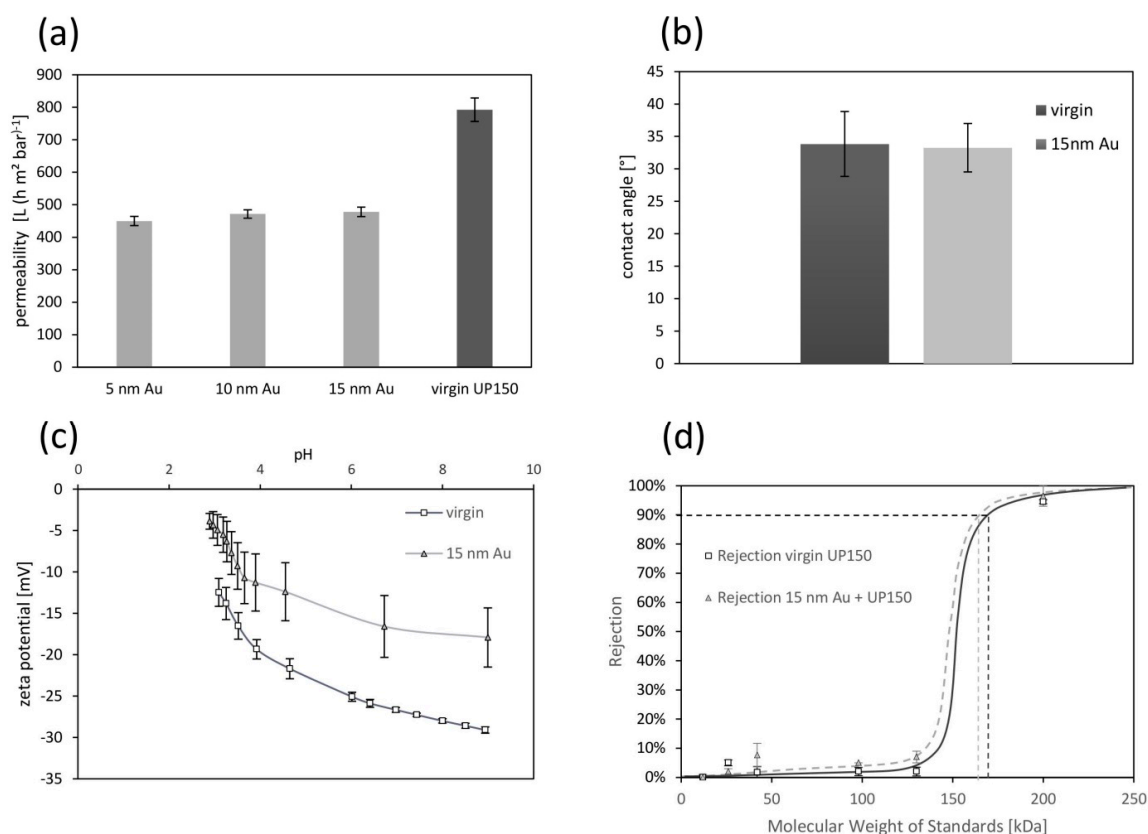 (a)
permeability [L (h m² bar)⁻¹]
900
800
700
600
500
400
300
200
100
0
5 nm Au 10 nm Au 15 nm Au virgin UP150
(b)
contact angle [°]
45
40
35
30
25
20
15
10
5
0
virgin
15nm Au
(c)
pH
0 2 4 6 8 10
zeta potential [mV]
0
-5
-10
-15
-20
-25
-30
-35
virgin
15 nm Au
(d)
Rejection
100%
90%
80%
70%
60%
50%
40%
30%
20%
10%
0%
Rejection virgin UP150
Rejection 15 nm Au + UP150
0 50 100 150 200 250
Molecular Weight of Standards [kDa]